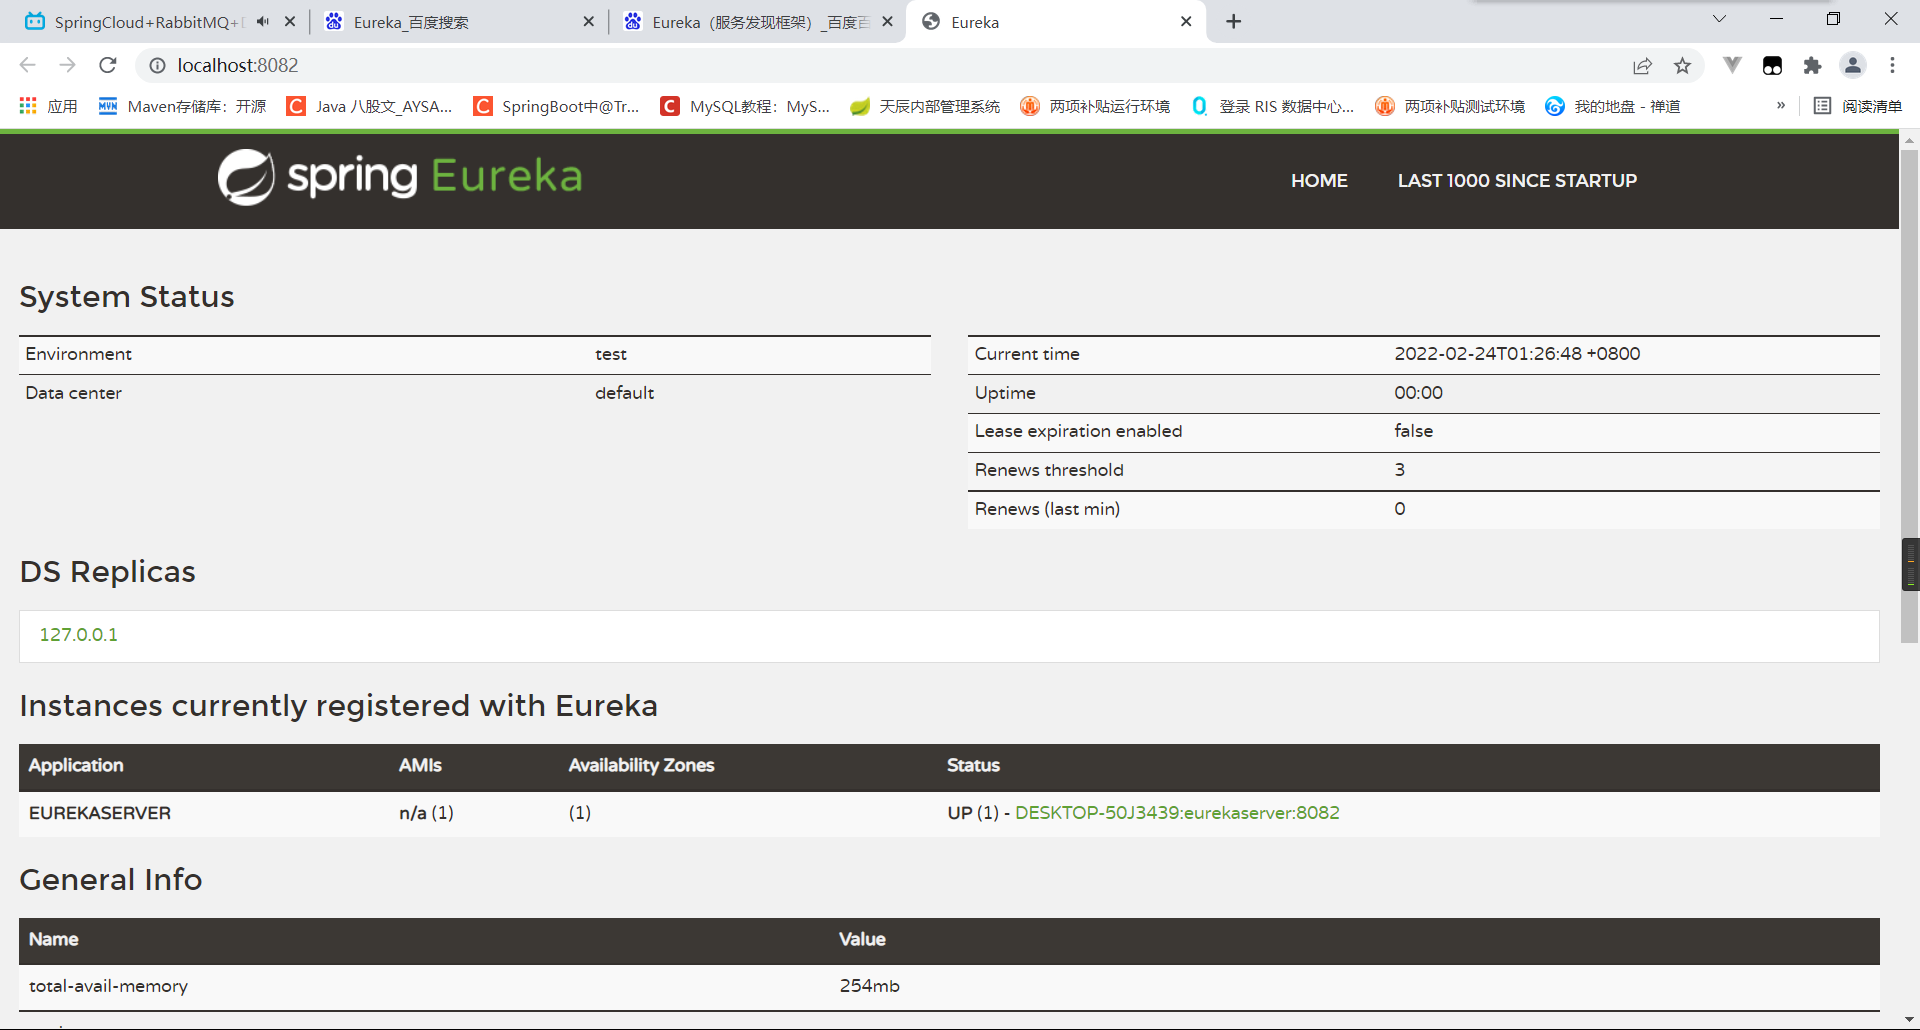 SpringCloud+RabbitMQ+
Eureka_百度搜索
Eureka（服务发现框架）_百度百
Eureka
localhost:8082
应用
Maven存储库：开源
Java 八股文_AYSA...
SpringBoot中@Tr...
MySQL教程：MyS...
天辰内部管理系统
两项补贴运行环境
登录 RIS 数据中心...
两项补贴测试环境
我的地盘 - 禅道
»
阅读清单
spring Eureka
HOME
LAST 1000 SINCE STARTUP
System Status
Environment test
Data center default
Current time 2022-02-24T01:26:48 +0800
Uptime 00:00
Lease expiration enabled false
Renews threshold 3
Renews (last min) 0
DS Replicas
127.0.0.1
Instances currently registered with Eureka
Application AMIs Availability Zones Status
EUREKASERVER n/a (1) (1) UP (1) - DESKTOP-50J3439:eurekaserver:8082
General Info
Name Value
total-avail-memory 254mb